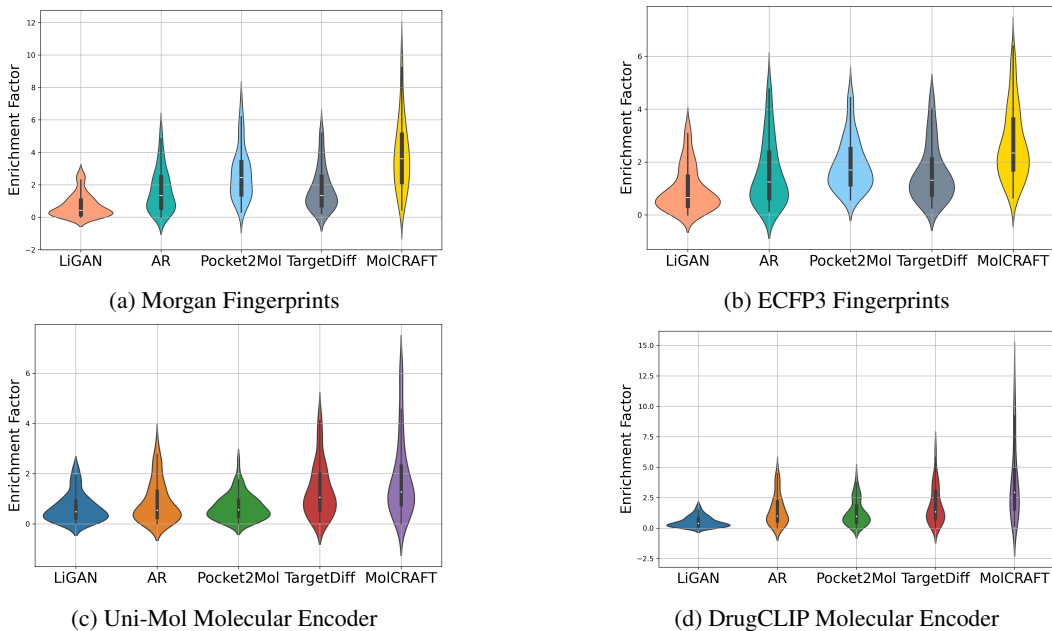 12
10
8
6
4
2
0
−2
Enrichment Factor
LiGAN AR Pocket2Mol TargetDiff MolCRAFT
(a) Morgan Fingerprints
6
4
2
0
Enrichment Factor
LiGAN AR Pocket2Mol TargetDiff MolCRAFT
(b) ECFP3 Fingerprints
6
4
2
0
Enrichment Factor
LiGAN AR Pocket2Mol TargetDiff MolCRAFT
(c) Uni-Mol Molecular Encoder
15.0
12.5
10.0
7.5
5.0
2.5
0.0
−2.5
Enrichment Factor
LiGAN AR Pocket2Mol TargetDiff MolCRAFT
(d) DrugCLIP Molecular Encoder